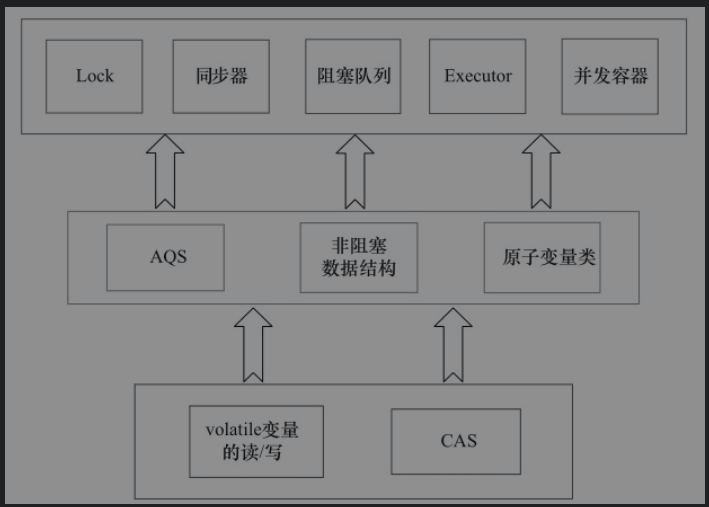 Lock
同步器
阻塞队列
Executor
并发容器
AQS
非阻塞
数据结构
原子变量类
volatile变量
的读/写
CAS